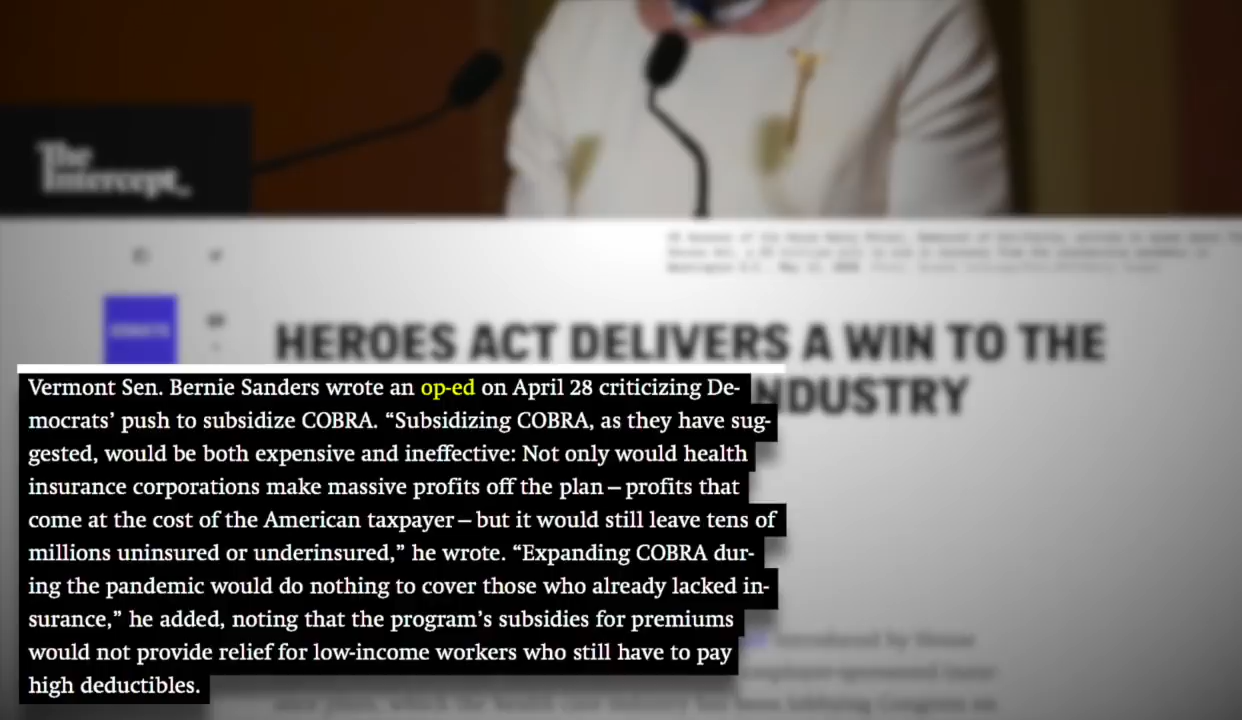 The
Intercept_
HEROES ACT DELIVERS A WIN TO THE
INDUSTRY
Vermont Sen. Bernie Sanders wrote an op-ed on April 28 criticizing De-
mocrats’ push to subsidize COBRA. “Subsidizing COBRA, as they have sug-
gested, would be both expensive and ineffective: Not only would health
insurance corporations make massive profits off the plan – profits that
come at the cost of the American taxpayer – but it would still leave tens of
millions uninsured or underinsured,” he wrote. “Expanding COBRA dur-
ing the pandemic would do nothing to cover those who already lacked in-
surance,” he added, noting that the program’s subsidies for premiums
would not provide relief for low-income workers who still have to pay
high deductibles.
introduced by House